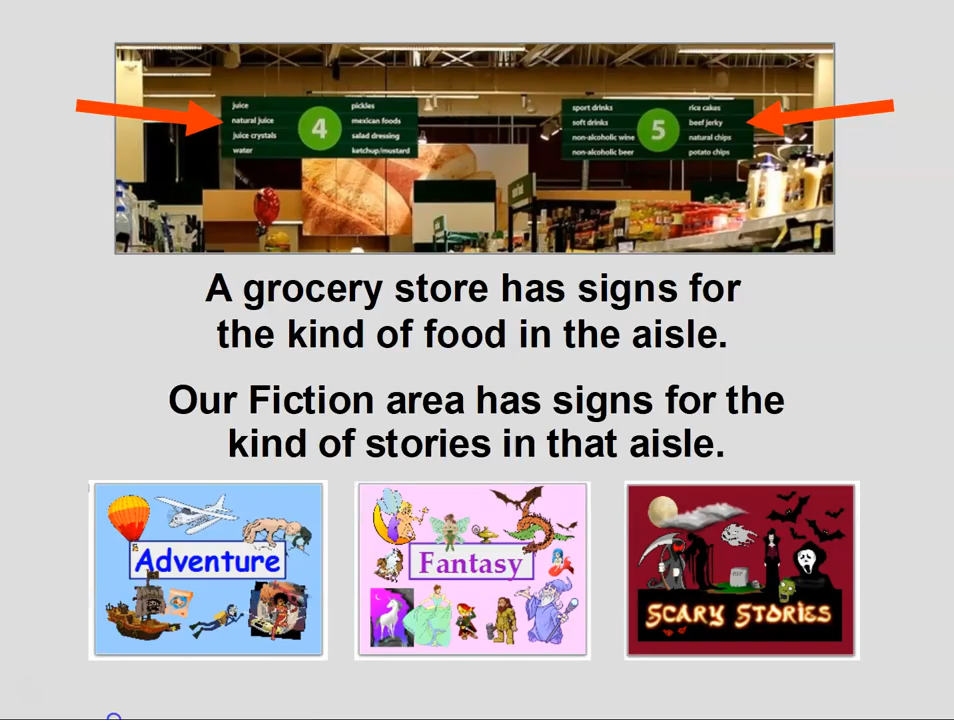 juice
natural juice
juice crystals
water
4
pickles
mexican foods
salad dressing
ketchup/mustard
sport drinks
soft drinks
non-alcoholic wine
non-alcoholic beer
5
rice cakes
beef jerky
natural chips
potato chips
A grocery store has signs for
the kind of food in the aisle.
Our Fiction area has signs for the
kind of stories in that aisle.
Adventure
Fantasy
RIP
SCARY STORIES